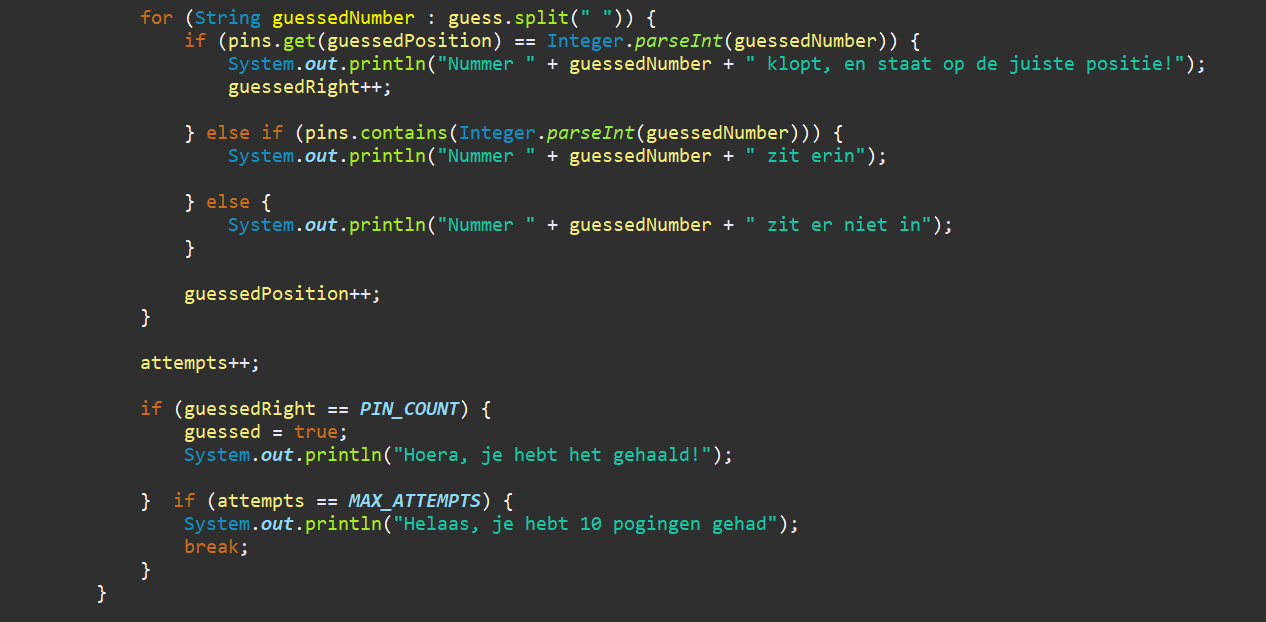 for (String guessedNumber : guess.split(" ")) {
if (pins.get(guessedPosition) == Integer.parseInt(guessedNumber)) {
System.out.println("Nummer " + guessedNumber + " klopt, en staat op de juiste positie!");
guessedRight++;
} else if (pins.contains(Integer.parseInt(guessedNumber))) {
System.out.println("Nummer " + guessedNumber + " zit erin");
} else {
System.out.println("Nummer " + guessedNumber + " zit er niet in");
}
guessedPosition++;
}
attempts++;
if (guessedRight == PIN_COUNT) {
guessed = true;
System.out.println("Hoera, je hebt het gehaald!");
}  if (attempts == MAX_ATTEMPTS) {
System.out.println("Helaas, je hebt 10 pogingen gehad");
break;
}
}